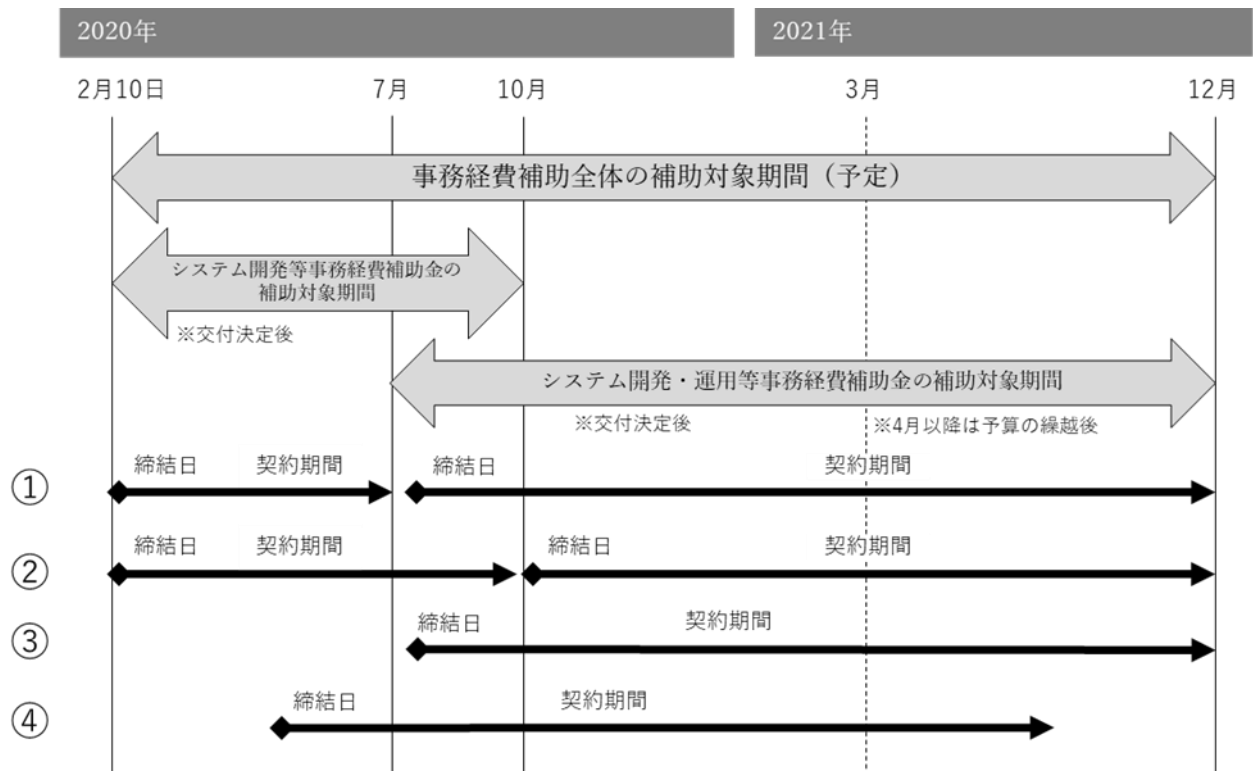 2020年
2021年
2月10日
7月
10月
3月
12月
事務経費補助全体の補助対象期間（予定）
システム開発等事務経費補助金の
補助対象期間
※交付決定後
システム開発・運用等事務経費補助金の補助対象期間
※交付決定後
※4月以降は予算の繰越後
①
締結日
契約期間
締結日
契約期間
②
締結日
契約期間
締結日
契約期間
③
締結日
契約期間
④
締結日
契約期間